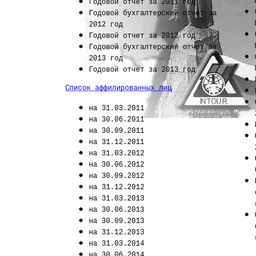 Годовой отчет за 2011 год
Годовой бухгалтерский отчет за
2012 год
Годовой отчет за 2012 год
Годовой бухгалтерский отчет за
2013 год
Годовой отчет за 2013 год
Список аффилированных лиц
на 31.03.2011
на 30.06.2011
на 30.09.2011
на 31.12.2011
на 31.03.2012
на 30.06.2012
на 30.09.2012
на 31.12.2012
на 31.03.2013
на 30.06.2013
на 30.09.2013
на 31.12.2013
на 31.03.2014
на 30.06.2014
INTOUR